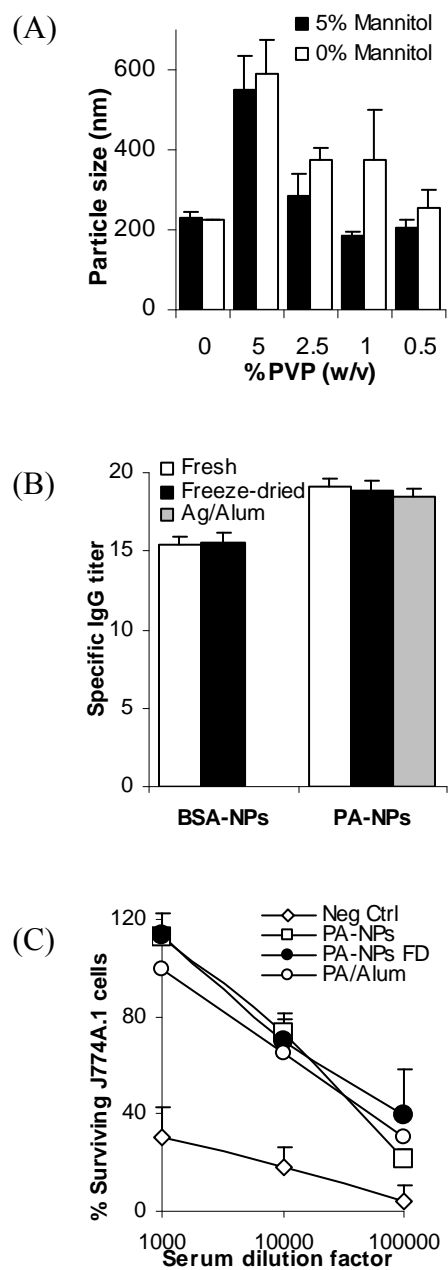 (A)
5% Mannitol
0% Mannitol
Particle size (nm)
600
400
200
0
0 5 2.5 1 0.5
%PVP (w/v)
(B)
Fresh
Freeze-dried
Ag/Alum
Specific IgG titer
20
15
10
5
0
BSA-NPs PA-NPs
(C)
Neg Ctrl
PA-NPs
PA-NPs FD
PA/Alum
% Surviving J774A.1 cells
120
80
40
0
1000 10000 100000
Serum dilution factor